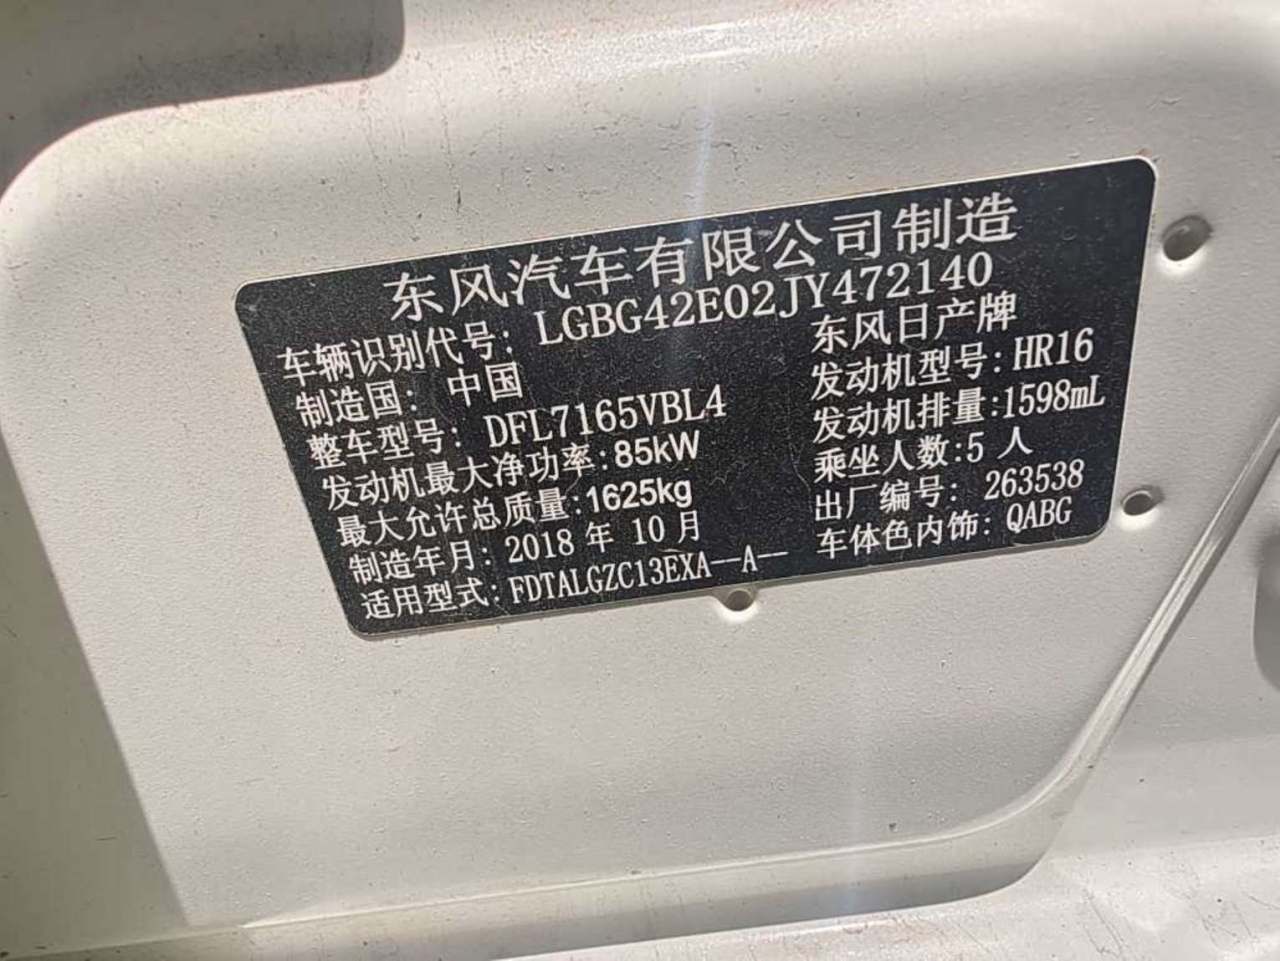 东风汽车有限公司制造
车辆识别代号: LGBG42E02JY472140
制造国: 中国 东风日产牌
整车型号: DFL7165VBL4 发动机型号: HR16
发动机最大净功率:85kW 发动机排量:1598mL
最大允许总质量:1625kg 乘坐人数:5 人
制造年月: 2018 年 10 月 出厂编号: 263538
适用型式: FDTALGZC13EXA--A-- 车体色内饰: QABG